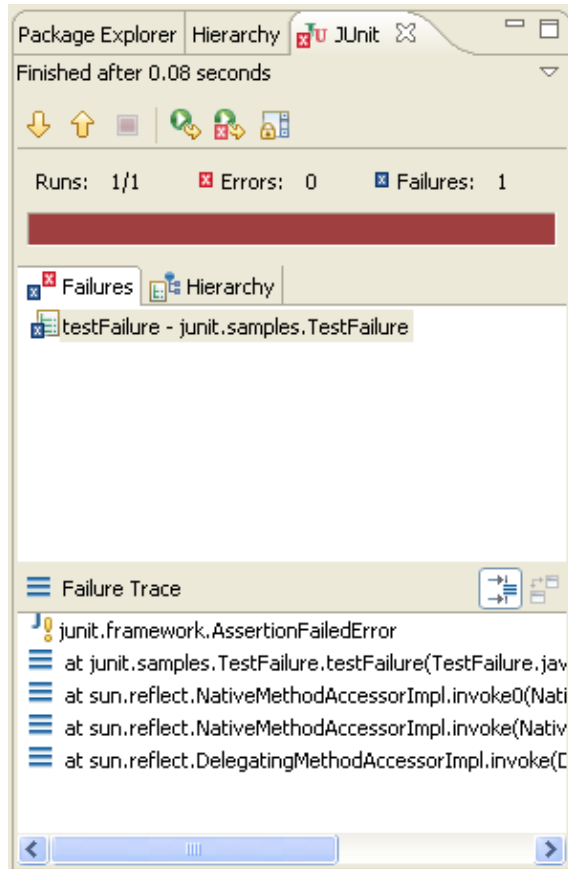 Package Explorer Hierarchy JU JUnit
Finished after 0.08 seconds
Runs: 1/1 Errors: 0 Failures: 1
Failures Hierarchy
testFailure - junit.samples.TestFailure
Failure Trace
junit.framework.AssertionFailedError
at junit.samples.TestFailure.testFailure(TestFailure.jav
at sun.reflect.NativeMethodAccessorImpl.invoke0(Nati
at sun.reflect.NativeMethodAccessorImpl.invoke(Nativ
at sun.reflect.DelegatingMethodAccessorImpl.invoke(D